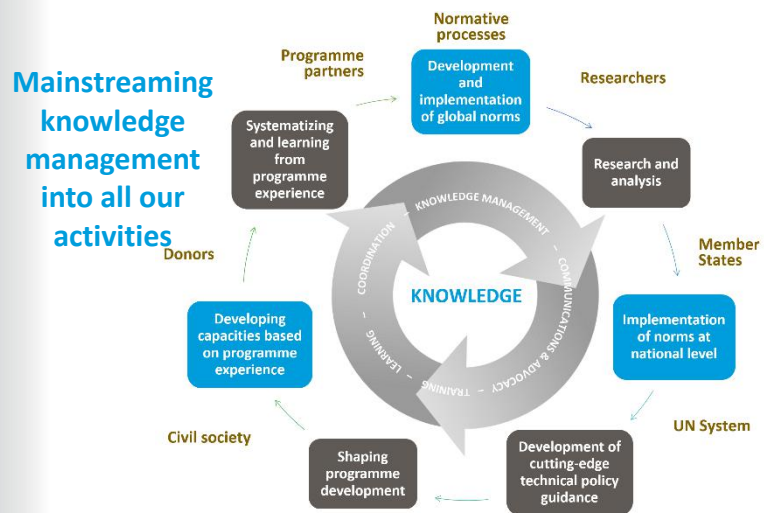 Mainstreaming
knowledge
management
into all our
activities
Normative
processes
Programme
partners
Development
and
implementation
of global norms
Researchers
Systematizing
and learning
from
programme
experience
Research and
analysis
Member
States
Donors
COORDINATION – KNOWLEDGE MANAGEMENT – COMMUNICATIONS & ADVOCACY – TRAINING – LEARNING –
KNOWLEDGE
Developing
capacities based
on programme
experience
Implementation
of norms at
national level
Civil society
UN System
Shaping
programme
development
Development of
cutting-edge
technical policy
guidance